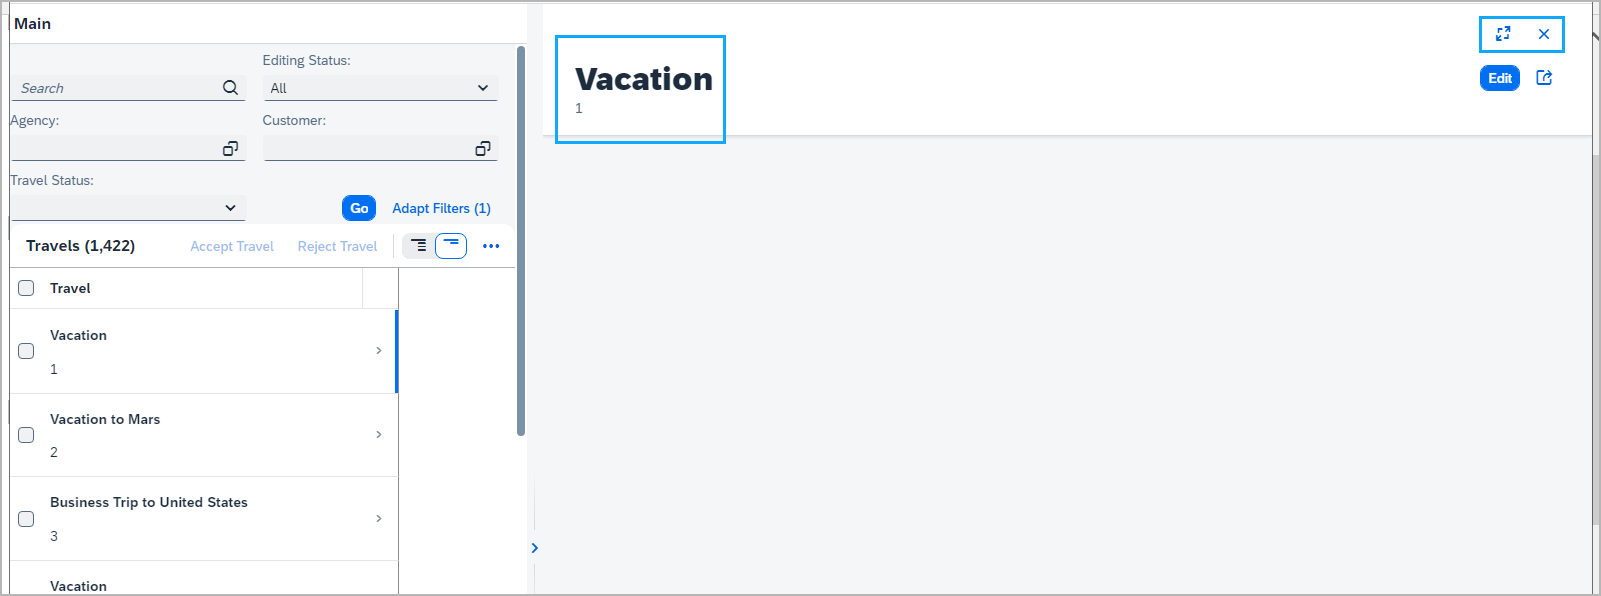 Main
Search
Editing Status:
All
Agency:
Customer:
Travel Status:
Go
Adapt Filters (1)
Travels (1,422)
Accept Travel
Reject Travel
Travel
Vacation
1
Vacation to Mars
2
Business Trip to United States
3
Vacation
Vacation
1
Edit